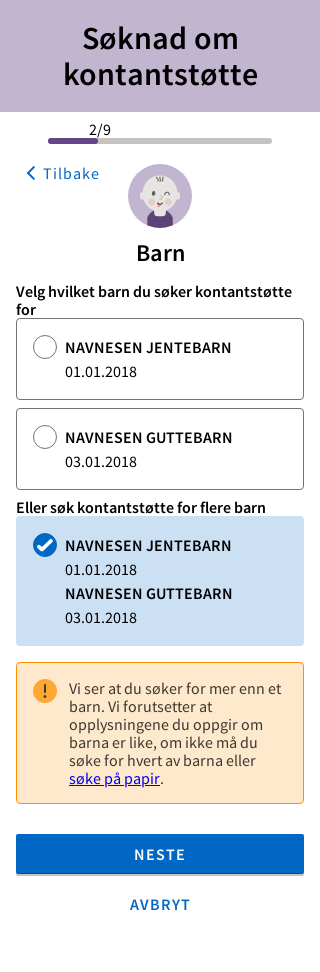 Søknad om
kontantstøtte
2/9
Tilbake
Barn
Velg hvilket barn du søker kontantstøtte
for
NAVNESEN JENTEBARN
01.01.2018
NAVNESEN GUTTEBARN
03.01.2018
Eller søk kontantstøtte for flere barn
NAVNESEN JENTEBARN
01.01.2018
NAVNESEN GUTTEBARN
03.01.2018
Vi ser at du søker for mer enn et
barn. Vi forutsetter at
opplysningene du oppgir om
barna er like, om ikke må du
søke for hvert av barna eller
søke på papir.
NESTE
AVBRYT